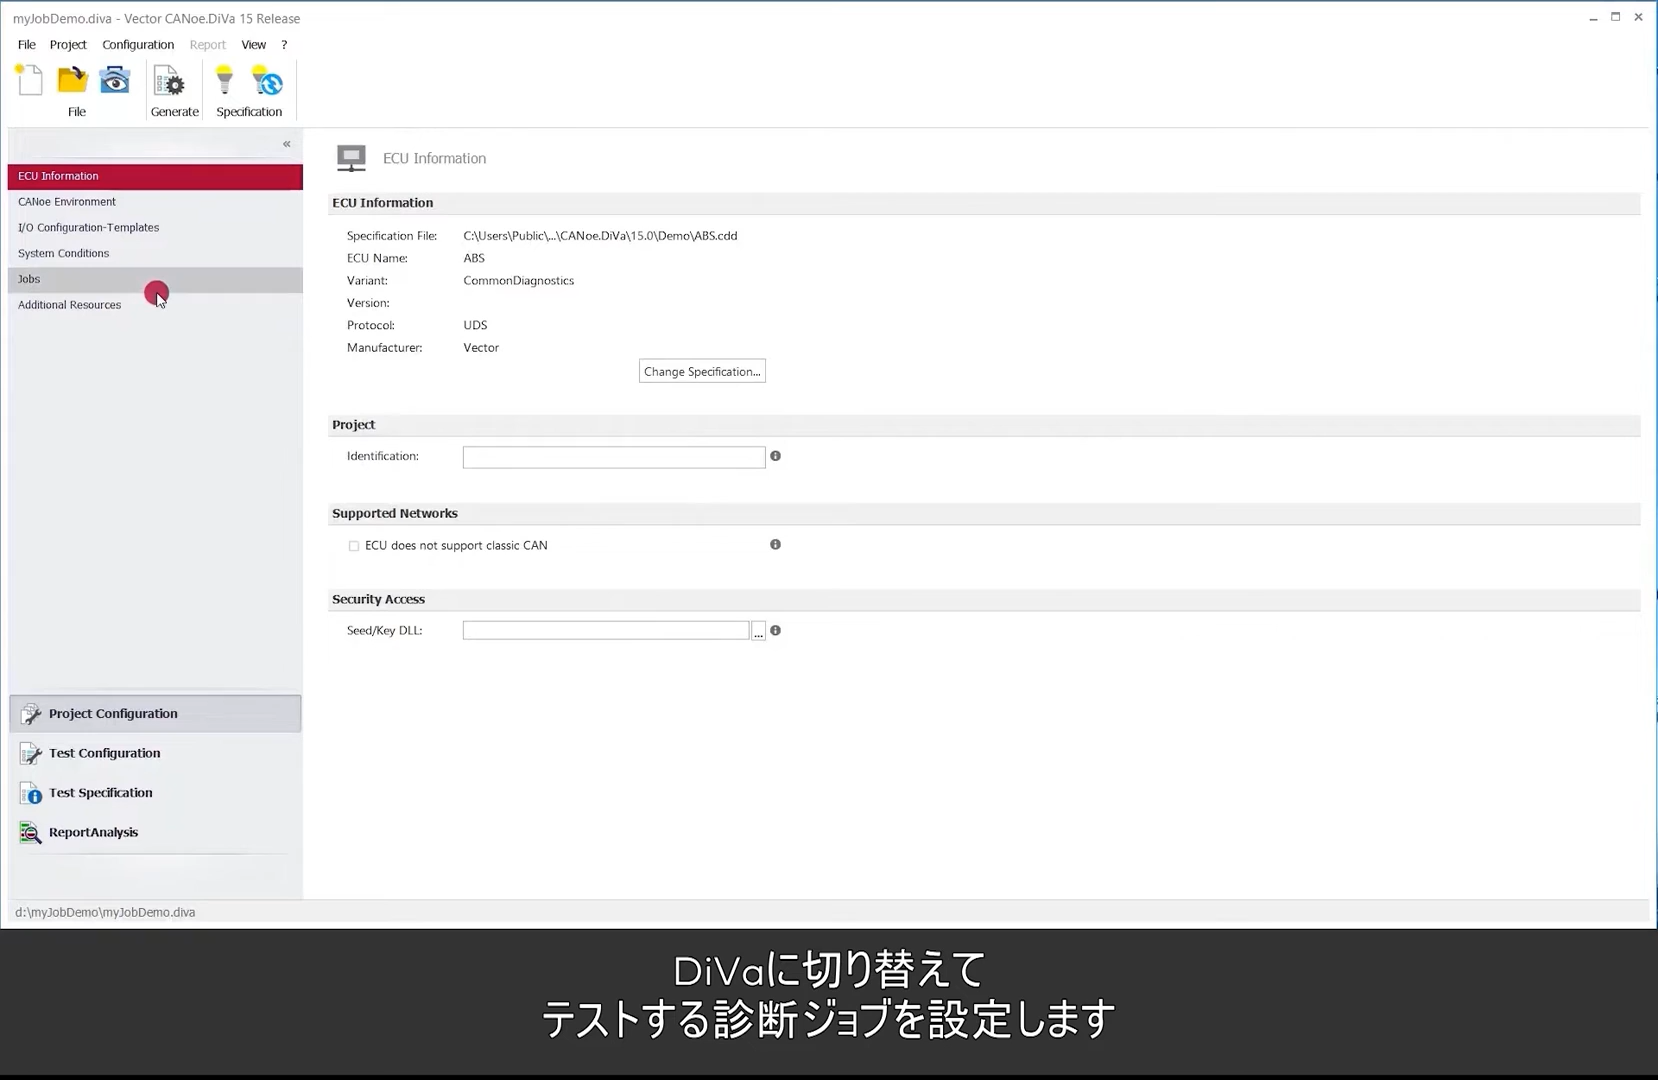 myJobDemo.diva - Vector CANoe.DiVa 15 Release
File Project Configuration Report View ?
File Generate Specification
«
ECU Information
CANoe Environment
I/O Configuration-Templates
System Conditions
Jobs
Additional Resources
ECU Information
ECU Information
Specification File: C:\Users\Public\...\CANoe.DiVa\15.0\Demo\ABS.cdd
ECU Name: ABS
Variant: CommonDiagnostics
Version:
Protocol: UDS
Manufacturer: Vector
Change Specification...
Project
Identification:
Supported Networks
ECU does not support classic CAN
Security Access
Seed/Key DLL: ...
Project Configuration
Test Configuration
Test Specification
ReportAnalysis
d:\myJobDemo\myJobDemo.diva
DiVaに切り替えて
テストする診断ジョブを設定します